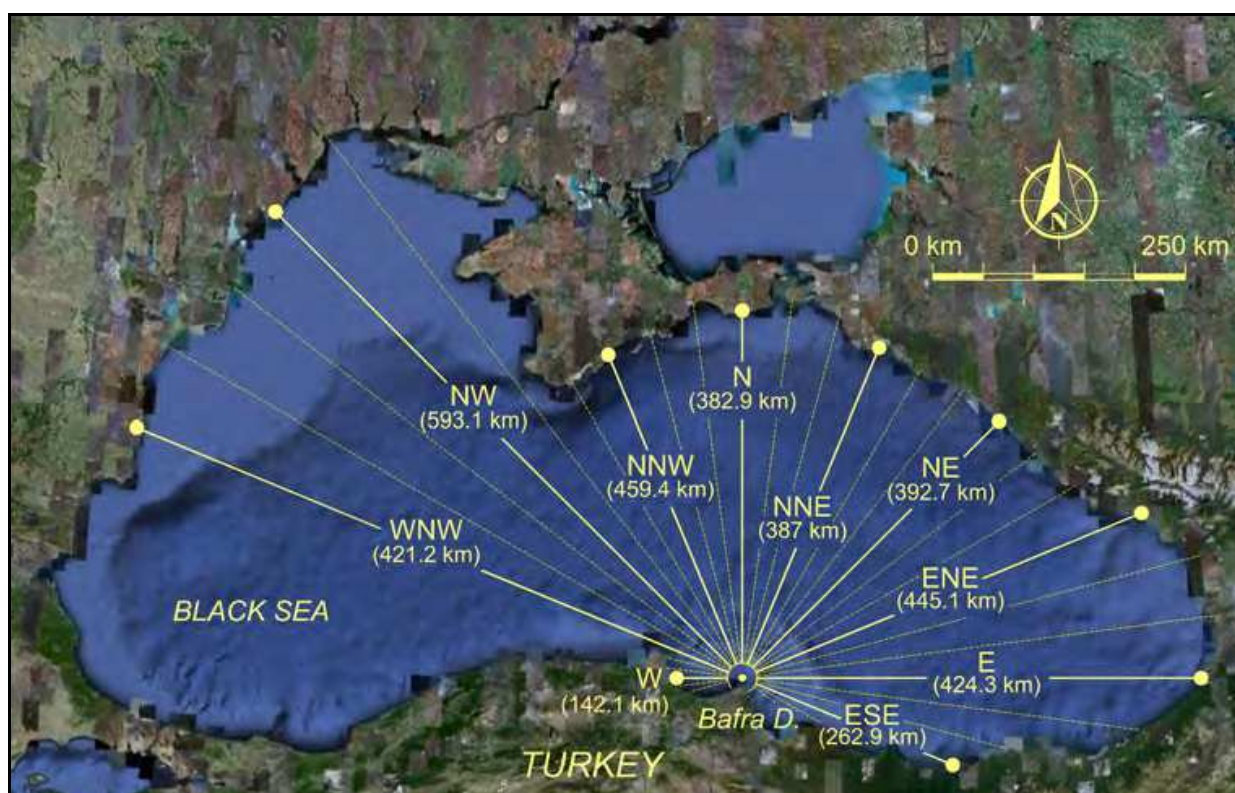 0 km
250 km
N
N
(382.9 km)
NW
(593.1 km)
NNW
(459.4 km)
NE
(392.7 km)
NNE
(387 km)
WNW
(421.2 km)
ENE
(445.1 km)
BLACK SEA
E
(424.3 km)
W
(142.1 km)
Bafra D.
ESE
(262.9 km)
TURKEY